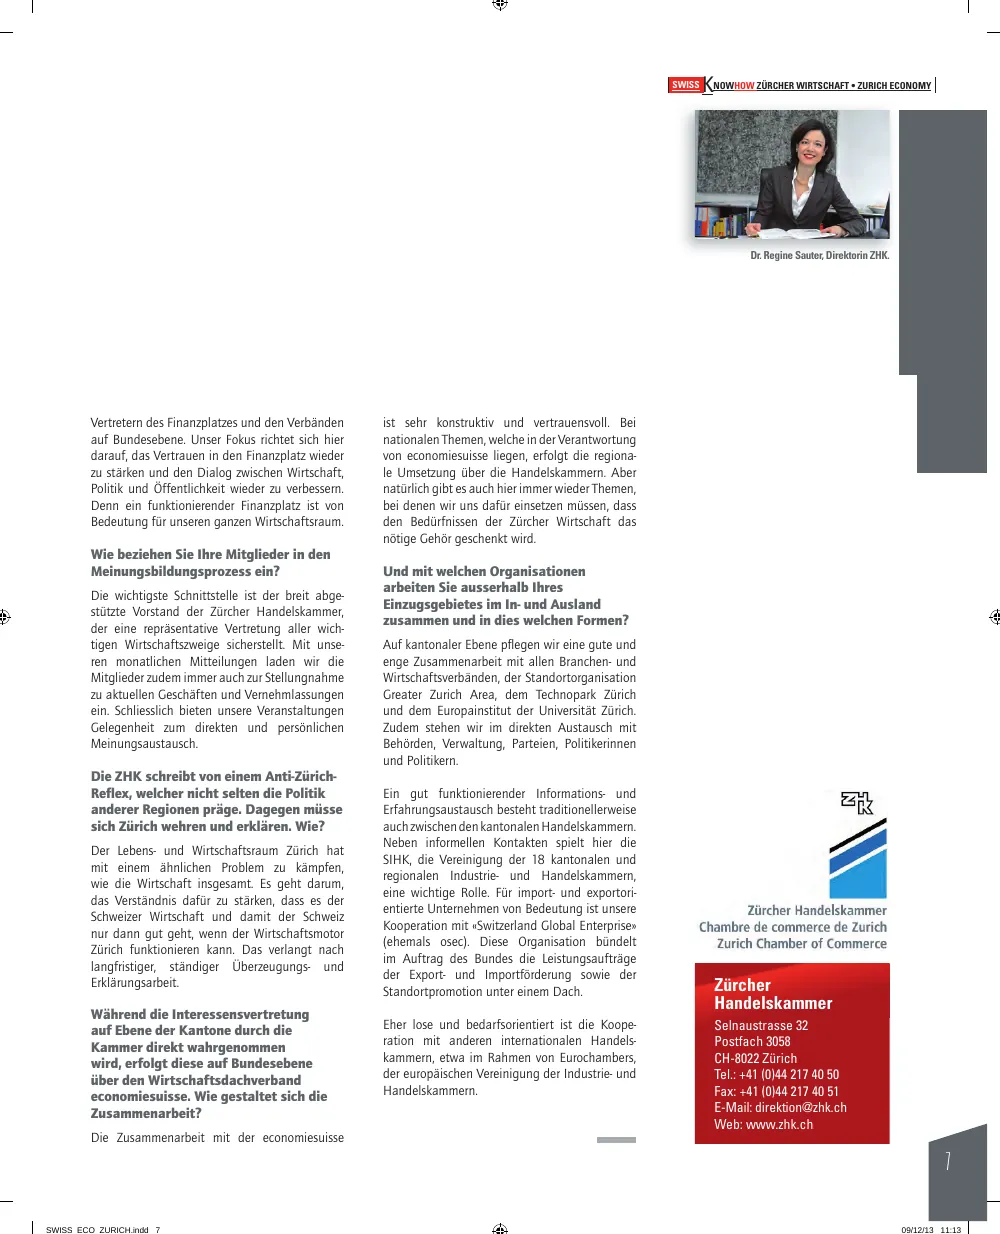 SWISS KNOWHOW ZÜRCHER WIRTSCHAFT • ZURICH ECONOMY
Dr. Regine Sauter, Direktorin ZHK.
Vertretern des Finanzplatzes und den Verbänden
auf Bundesebene. Unser Fokus richtet sich hier
darauf, das Vertrauen in den Finanzplatz wieder
zu stärken und den Dialog zwischen Wirtschaft,
Politik und Öffentlichkeit wieder zu verbessern.
Denn ein funktionierender Finanzplatz ist von
Bedeutung für unseren ganzen Wirtschaftsraum.
Wie beziehen Sie Ihre Mitglieder in den
Meinungsbildungsprozess ein?
Die wichtigste Schnittstelle ist der breit abge-
stützte Vorstand der Zürcher Handelskammer,
der eine repräsentative Vertretung aller wich-
tigen Wirtschaftszweige sicherstellt. Mit unse-
ren monatlichen Mitteilungen laden wir die
Mitglieder zudem immer auch zur Stellungnahme
zu aktuellen Geschäften und Vernehmlassungen
ein. Schliesslich bieten unsere Veranstaltungen
Gelegenheit zum direkten und persönlichen
Meinungsaustausch.
Die ZHK schreibt von einem Anti-Zürich-
Reflex, welcher nicht selten die Politik
anderer Regionen präge. Dagegen müsse
sich Zürich wehren und erklären. Wie?
Der Lebens- und Wirtschaftsraum Zürich hat
mit einem ähnlichen Problem zu kämpfen,
wie die Wirtschaft insgesamt. Es geht darum,
das Verständnis dafür zu stärken, dass es der
Schweizer Wirtschaft und damit der Schweiz
nur dann gut geht, wenn der Wirtschaftsmotor
Zürich funktionieren kann. Das verlangt nach
langfristiger, ständiger Überzeugungs- und
Erklärungsarbeit.
Während die Interessensvertretung
auf Ebene der Kantone durch die
Kammer direkt wahrgenommen
wird, erfolgt diese auf Bundesebene
über den Wirtschaftsdachverband
economiesuisse. Wie gestaltet sich die
Zusammenarbeit?
Die Zusammenarbeit mit der economiesuisse
ist sehr konstruktiv und vertrauensvoll. Bei
nationalen Themen, welche in der Verantwortung
von economiesuisse liegen, erfolgt die regiona-
le Umsetzung über die Handelskammern. Aber
natürlich gibt es auch hier immer wieder Themen,
bei denen wir uns dafür einsetzen müssen, dass
den Bedürfnissen der Zürcher Wirtschaft das
nötige Gehör geschenkt wird.
Und mit welchen Organisationen
arbeiten Sie ausserhalb Ihres
Einzugsgebietes im In- und Ausland
zusammen und in dies welchen Formen?
Auf kantonaler Ebene pflegen wir eine gute und
enge Zusammenarbeit mit allen Branchen- und
Wirtschaftsverbänden, der Standortorganisation
Greater Zurich Area, dem Technopark Zürich
und dem Europainstitut der Universität Zürich.
Zudem stehen wir im direkten Austausch mit
Behörden, Verwaltung, Parteien, Politikerinnen
und Politikern.
Ein gut funktionierender Informations- und
Erfahrungsaustausch besteht traditionellerweise
auch zwischen den kantonalen Handelskammern.
Neben informellen Kontakten spielt hier die
SIHK, die Vereinigung der 18 kantonalen und
regionalen Industrie- und Handelskammern,
eine wichtige Rolle. Für import- und exportori-
entierte Unternehmen von Bedeutung ist unsere
Kooperation mit «Switzerland Global Enterprise»
(ehemals osec). Diese Organisation bündelt
im Auftrag des Bundes die Leistungsaufträge
der Export- und Importförderung sowie der
Standortpromotion unter einem Dach.
Eher lose und bedarfsorientiert ist die Koope-
ration mit anderen internationalen Handels-
kammern, etwa im Rahmen von Eurochambers,
der europäischen Vereinigung der Industrie- und
Handelskammern.
ZHK
Zürcher Handelskammer
Chambre de commerce de Zurich
Zurich Chamber of Commerce
Zürcher
Handelskammer
Selnaustrasse 32
Postfach 3058
CH-8022 Zürich
Tel.: +41 (0)44 217 40 50
Fax: +41 (0)44 217 40 51
E-Mail: direktion@zhk.ch
Web: www.zhk.ch
7
SWISS_ECO_ZURICH.indd 7
09/12/13 11:13